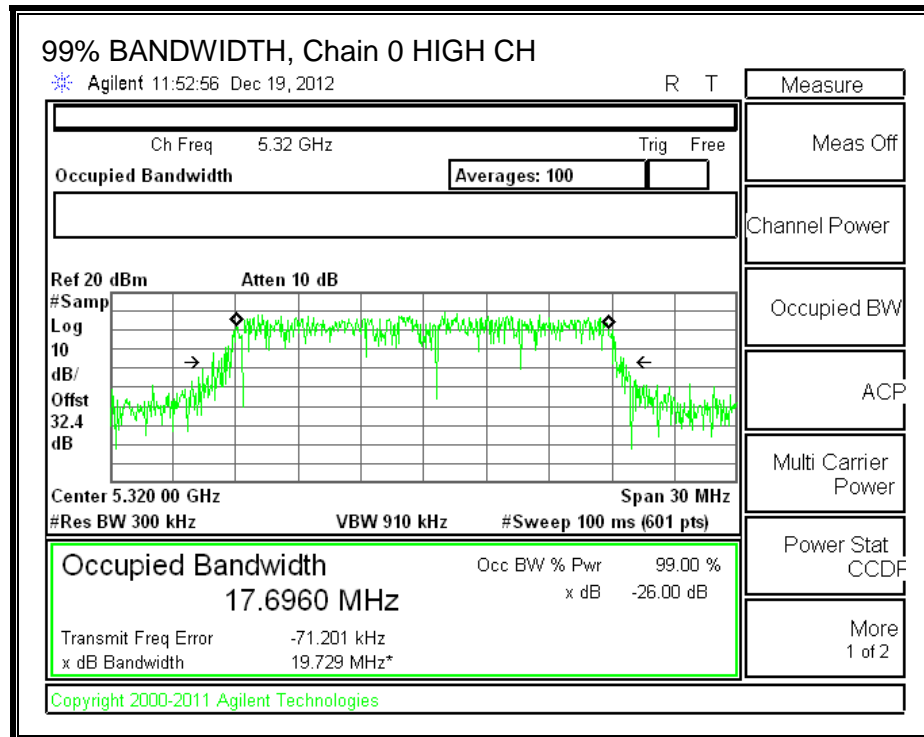 99% BANDWIDTH, Chain 0 HIGH CH
Agilent 11:52:56 Dec 19, 2012 R T
Measure
Meas Off
Channel Power
Occupied BW
ACP
Multi Carrier
Power
Power Stat
CCDF
More
1 of 2
Ch Freq 5.32 GHz Trig Free
Occupied Bandwidth Averages: 100
Ref 20 dBm Atten 10 dB
#Samp
Log
10
dB/
Offst
32.4
dB
Center 5.320 00 GHz Span 30 MHz
#Res BW 300 kHz VBW 910 kHz #Sweep 100 ms (601 pts)
Occupied Bandwidth Occ BW % Pwr 99.00 %
17.6960 MHz x dB -26.00 dB
Transmit Freq Error -71.201 kHz
x dB Bandwidth 19.729 MHz*
Copyright 2000-2011 Agilent Technologies